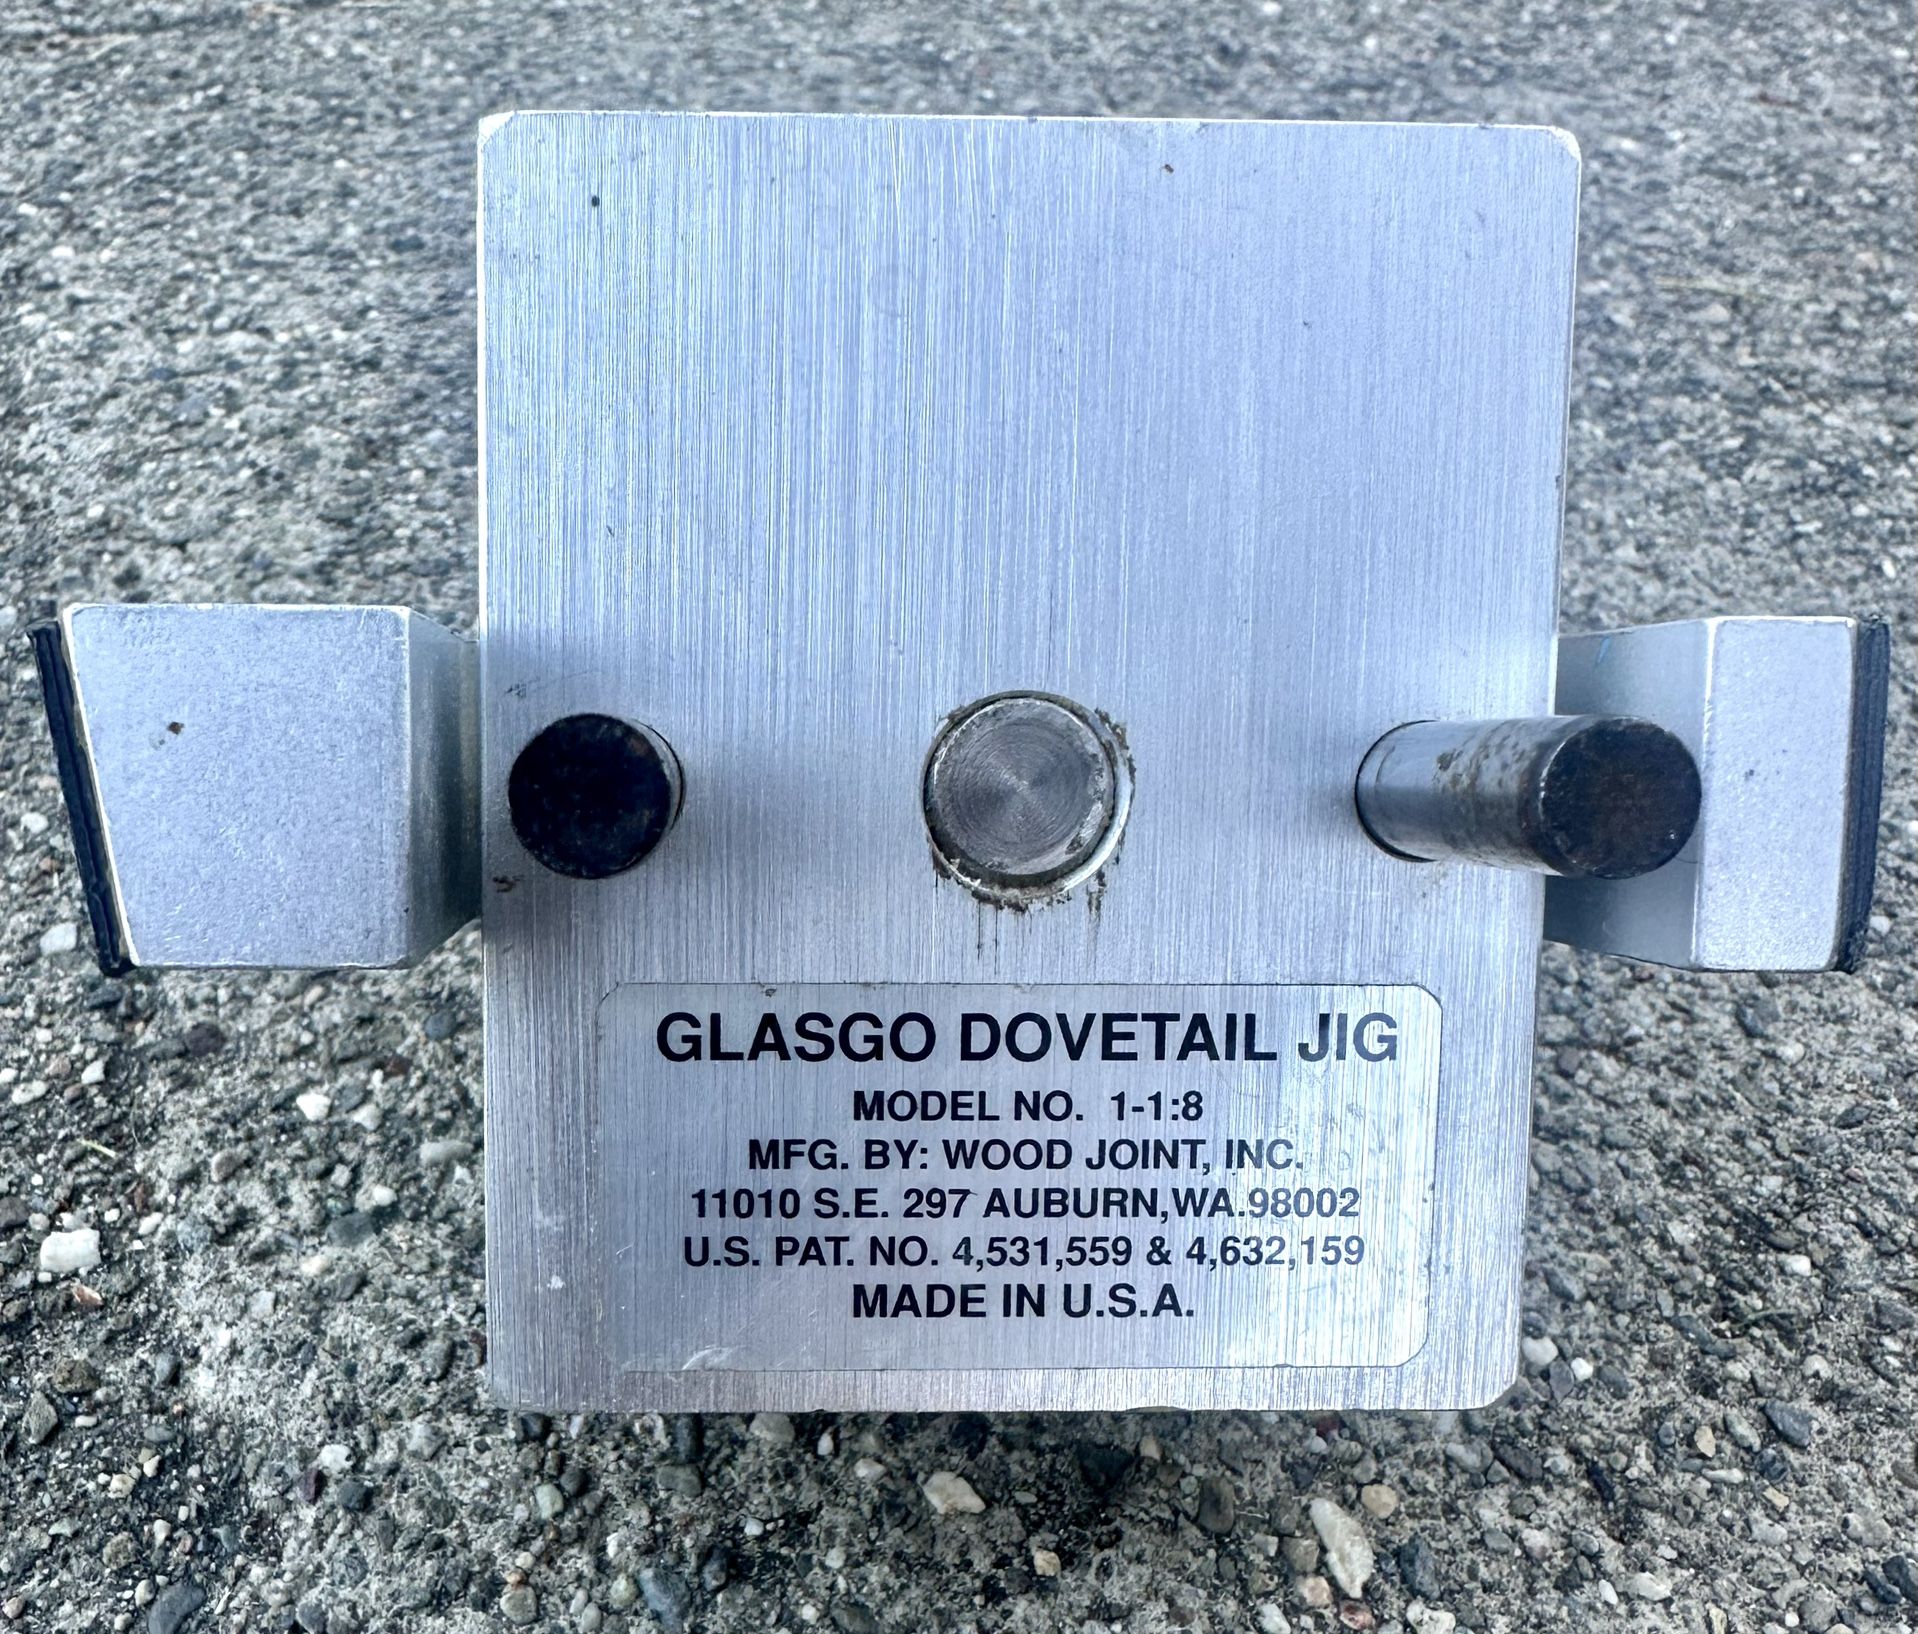 GLASGO DOVETAIL JIG
MODEL NO. 1-1:8
MFG. BY: WOOD JOINT, INC.
11010 S.E. 297 AUBURN,WA.98002
U.S. PAT. NO. 4,531,559 & 4,632,159
MADE IN U.S.A.